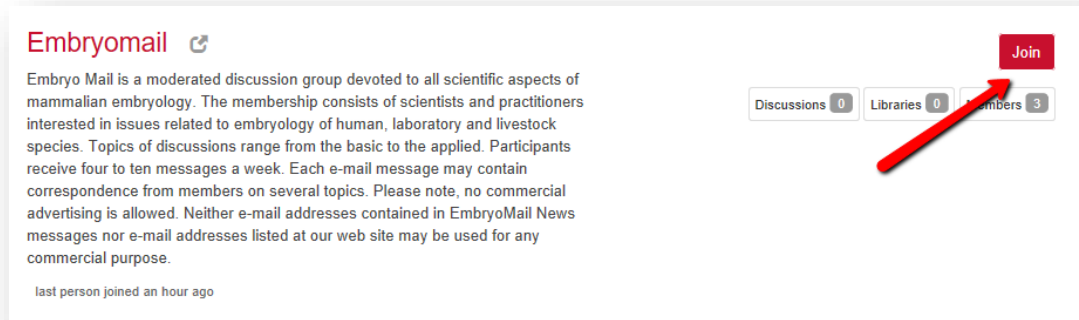 Embryomail
Join
Embryo Mail is a moderated discussion group devoted to all scientific aspects of
mammalian embryology. The membership consists of scientists and practitioners
interested in issues related to embryology of human, laboratory and livestock
species. Topics of discussions range from the basic to the applied. Participants
receive four to ten messages a week. Each e-mail message may contain
correspondence from members on several topics. Please note, no commercial
advertising is allowed. Neither e-mail addresses contained in EmbryoMail News
messages nor e-mail addresses listed at our web site may be used for any
commercial purpose.
Discussions 0 Libraries 0 Members 3
last person joined an hour ago